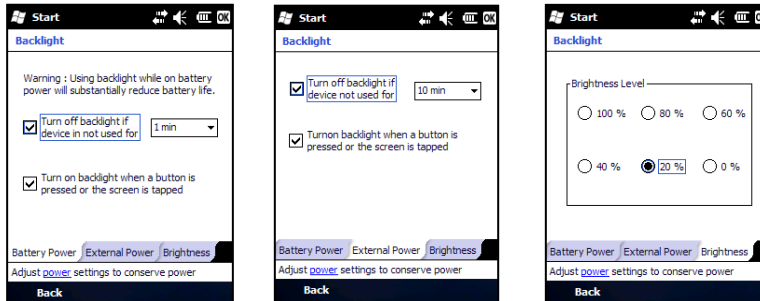 Start
OK
Backlight
Warning : Using backlight while on battery
power will substantially reduce battery life.
Turn off backlight if
device in not used for
1 min
Turn on backlight when a button is
pressed or the screen is tapped
Battery Power External Power Brightness
Adjust power settings to conserve power
Back
Start
OK
Backlight
Turn off backlight if
device not used for
10 min
Turnon backlight when a button is
pressed or the screen is tapped
Battery Power External Power Brightness
Adjust power settings to conserve power
Back
Start
Backlight
Brightness Level
100 % 80 % 60 %
40 % 20 % 0 %
Battery Power External Power Brightness
Adjust power settings to conserve power
Back